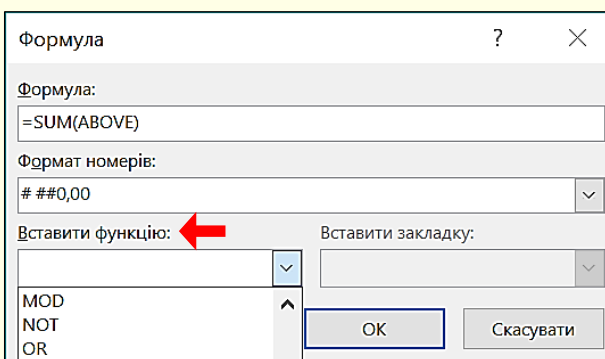 Формула ?
Формула:
=SUM(ABOVE)
Формат номерів:
# ##0,00
Вставити функцію: Вставити закладку:
MOD
NOT
OR
OK Скасувати